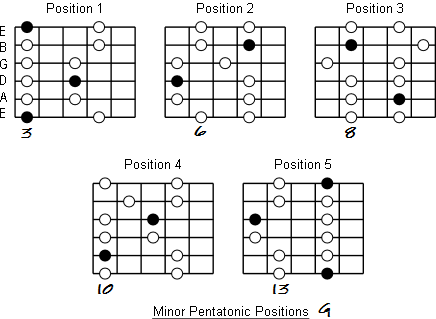 Position 1
Position 2
Position 3
E
B
G
D
A
E
3
6
8
Position 4
Position 5
10
13
Minor Pentatonic Positions G